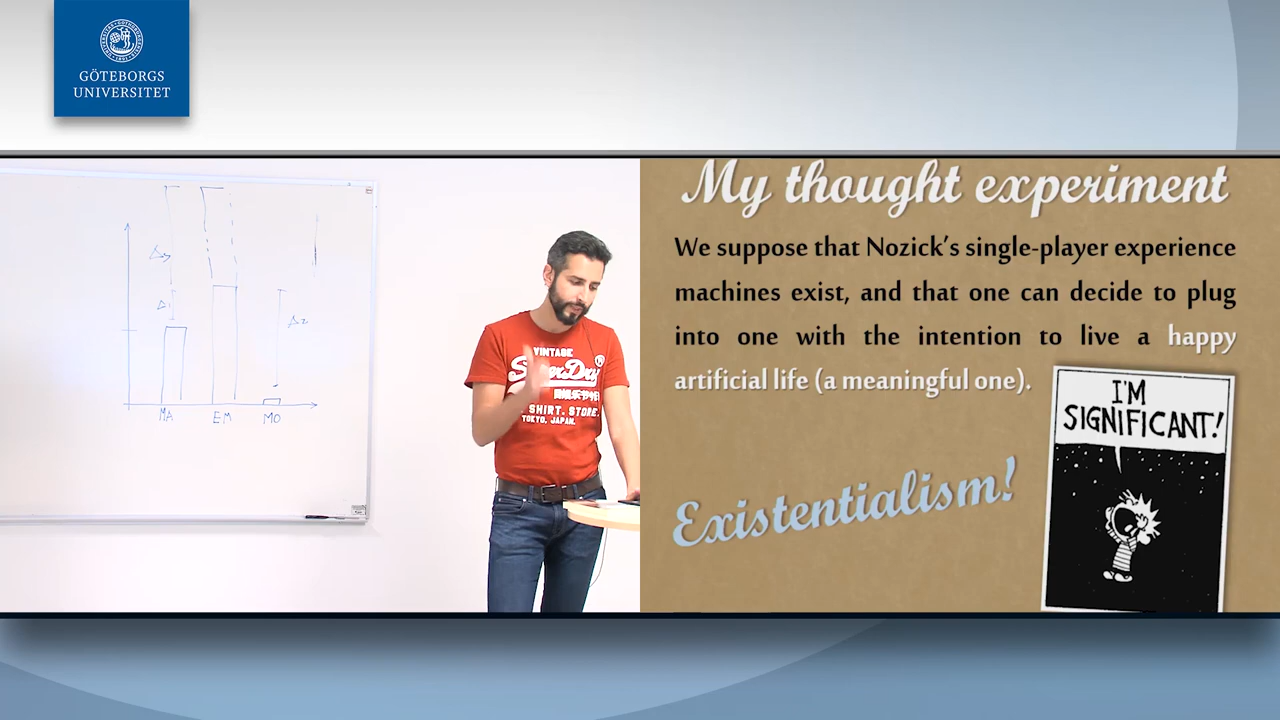 GÖTEBORGS
UNIVERSITET
MA
EM
MO
Δ1
Δ2
VINTAGE
SuperDry
SHIRT. STORE.
TOKYO, JAPAN.
My thought experiment
We suppose that Nozick's single-player experience
machines exist, and that one can decide to plug
into one with the intention to live a happy
artificial life (a meaningful one).
I'M
SIGNIFICANT!
Existentialism!